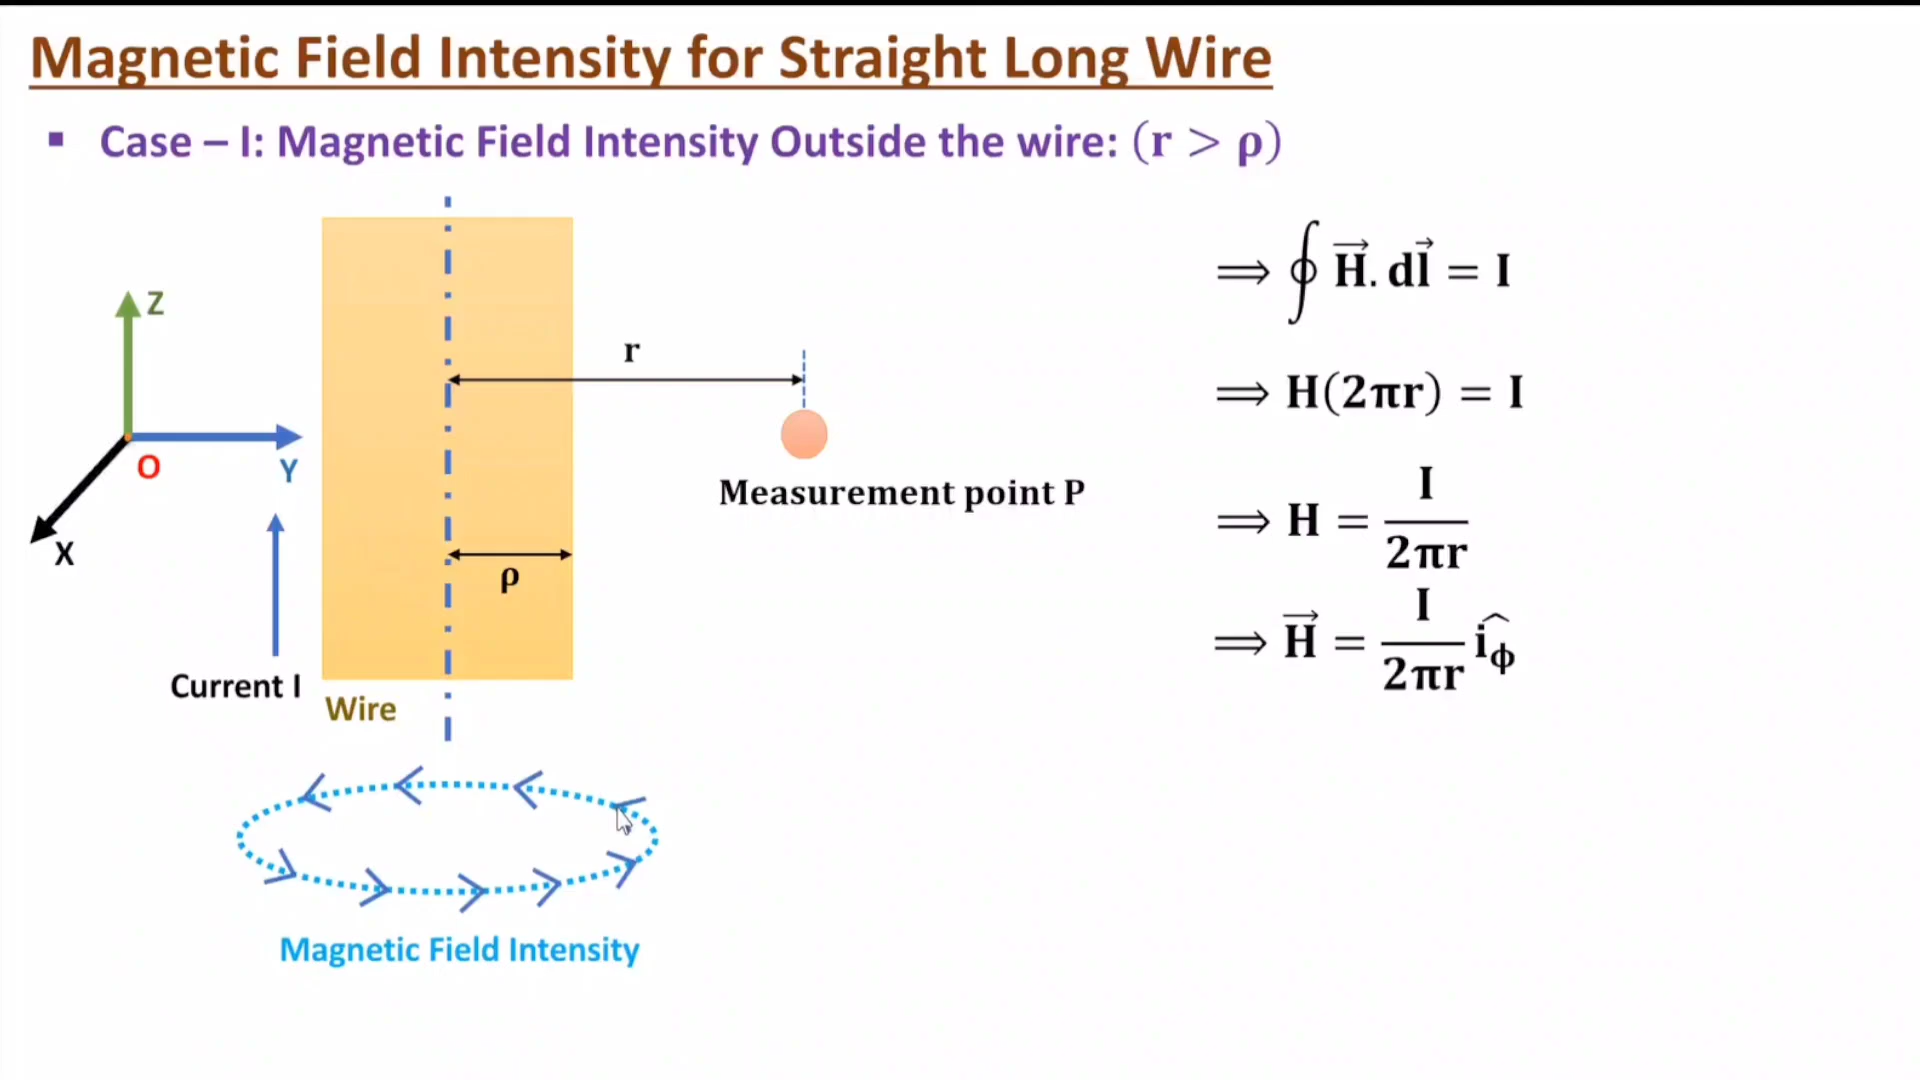 Magnetic Field Intensity for Straight Long Wire
▪ Case – I: Magnetic Field Intensity Outside the wire: (r > ρ)
Z
O
Y
X
Current I
Wire
r
ρ
Measurement point P
Magnetic Field Intensity
⟹ ∮ H⃗. dl⃗ = I
⟹ H(2πr) = I
⟹ H = I / 2πr
⟹ H⃗ = I / 2πr î_ϕ